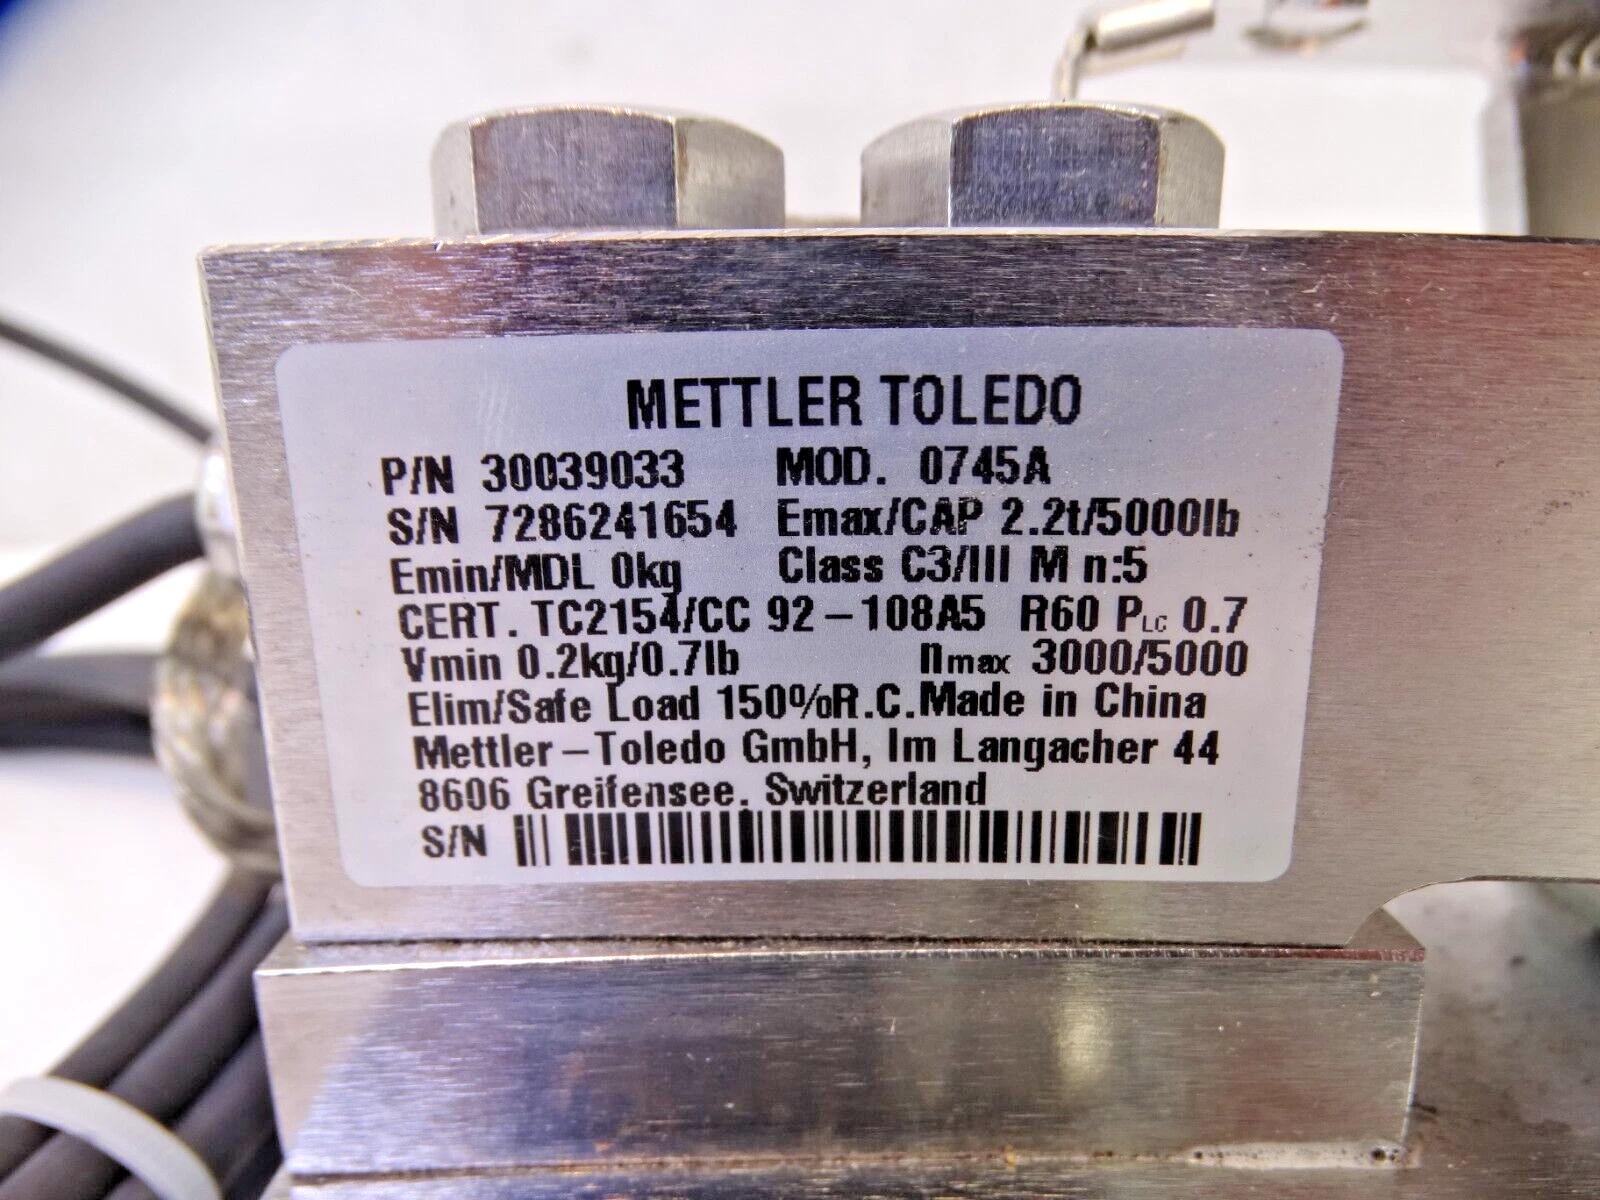 METTLER TOLEDO
P/N 30039033 MOD. 0745A
S/N 7286241654 Emax/CAP 2.2t/5000lb
Emin/MDL 0kg Class C3/III M n:5
CERT. TC2154/CC 92-108A5 R60 PLC 0.7
Vmin 0.2kg/0.7lb nmax 3000/5000
Elim/Safe Load 150%R.C. Made in China
Mettler-Toledo GmbH, Im Langacher 44
8606 Greifensee. Switzerland
S/N